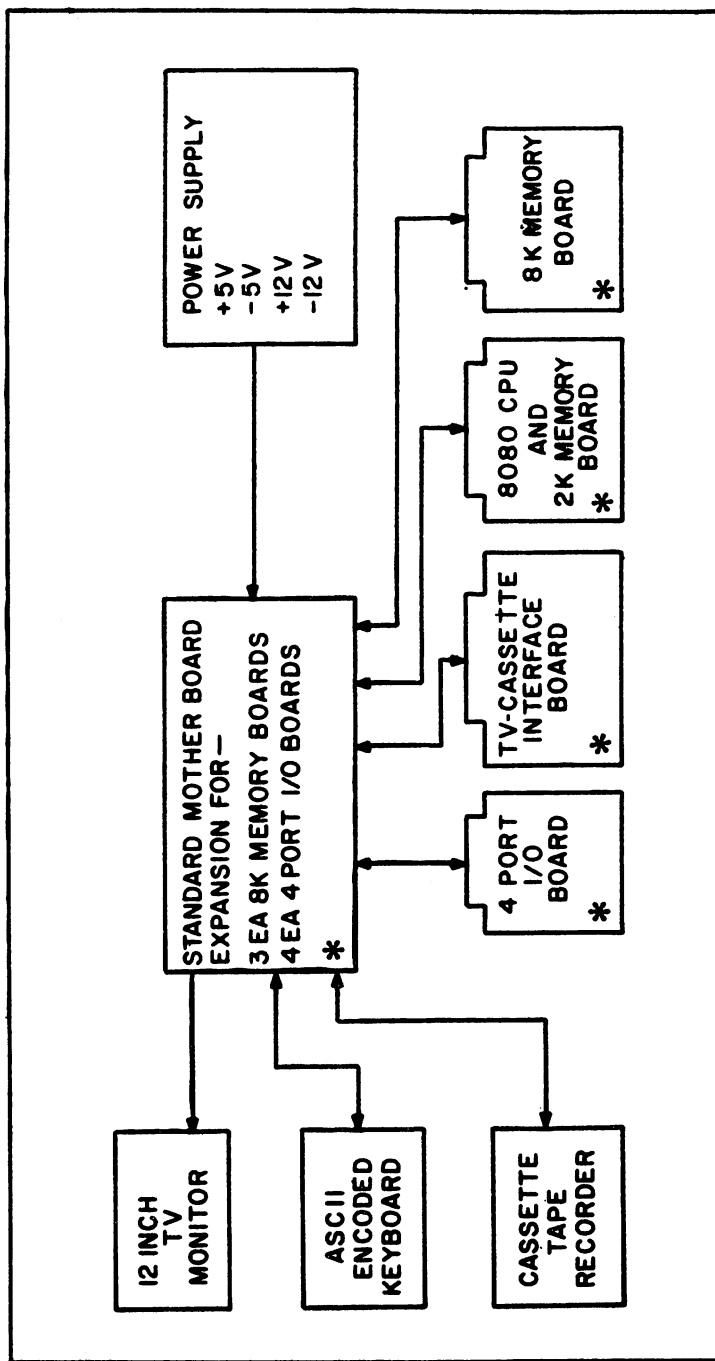 12 INCH
TV
MONITOR
STANDARD MOTHER BOARD
EXPANSION FOR—
3 EA 8K MEMORY BOARDS
4 EA 4 PORT I/O BOARDS
*
POWER SUPPLY
+5V
-5V
+12V
-12V
ASCII
ENCODED
KEYBOARD
CASSETTE
TAPE
RECORDER
4 PORT
I/O
BOARD
*
TV-CASSETTE
INTERFACE
BOARD
*
8080 CPU
AND
2K MEMORY
BOARD
*
8K MEMORY
BOARD
*